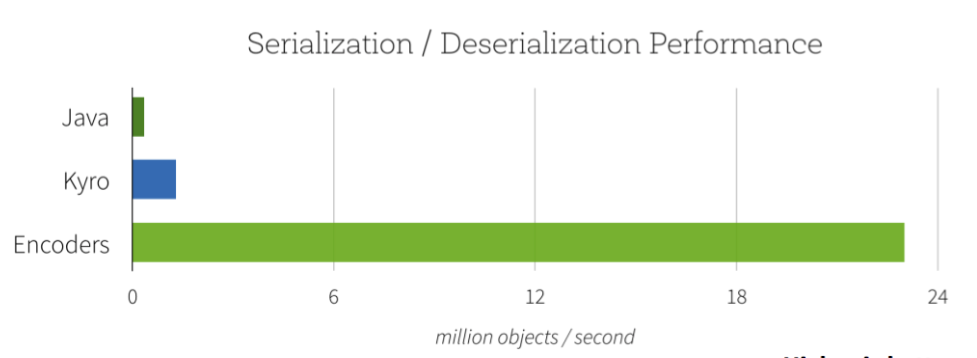 Serialization / Deserialization Performance
Java
Kyro
Encoders
0 6 12 18 24
million objects / second